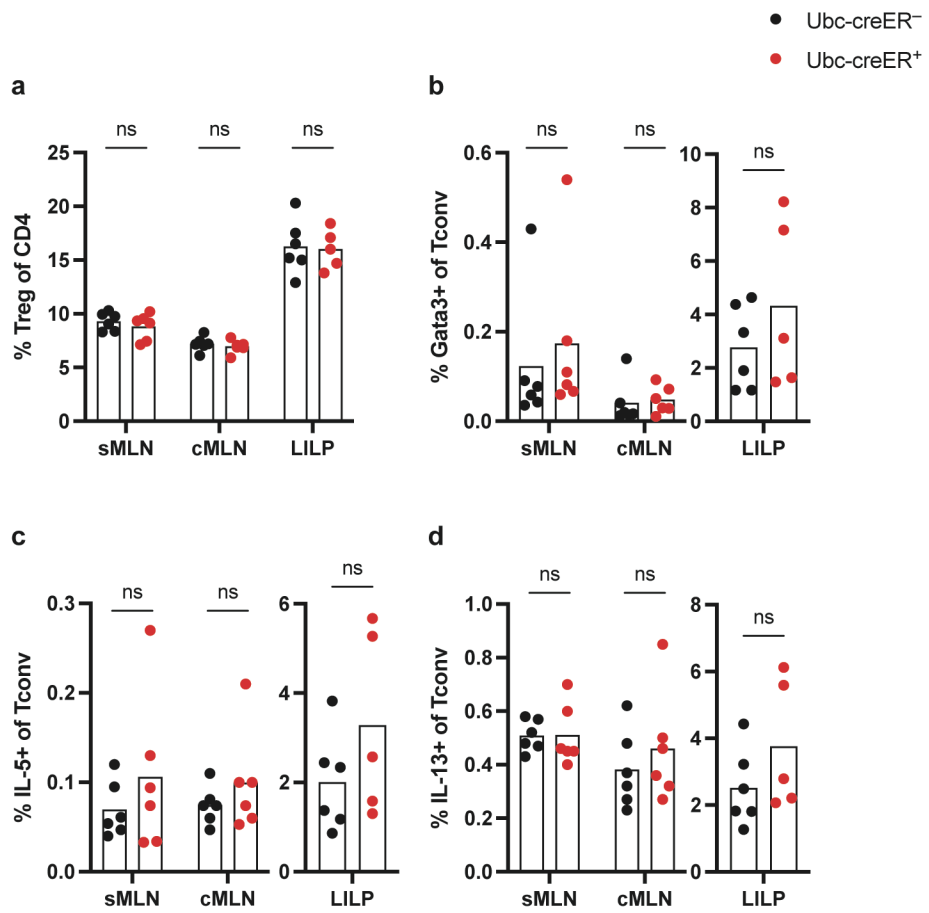 Ubc-creER–
Ubc-creER+
a
b
ns
ns
ns
ns
ns
ns
25
20
15
10
5
0
% Treg of CD4
sMLN
cMLN
LILP
0.6
0.4
0.2
0.0
% Gata3+ of Tconv
sMLN
cMLN
10
8
6
4
2
0
LILP
c
d
ns
ns
ns
ns
ns
ns
0.3
0.2
0.1
0.0
% IL-5+ of Tconv
sMLN
cMLN
6
4
2
0
LILP
1.0
0.8
0.6
0.4
0.2
0.0
% IL-13+ of Tconv
sMLN
cMLN
8
6
4
2
0
LILP